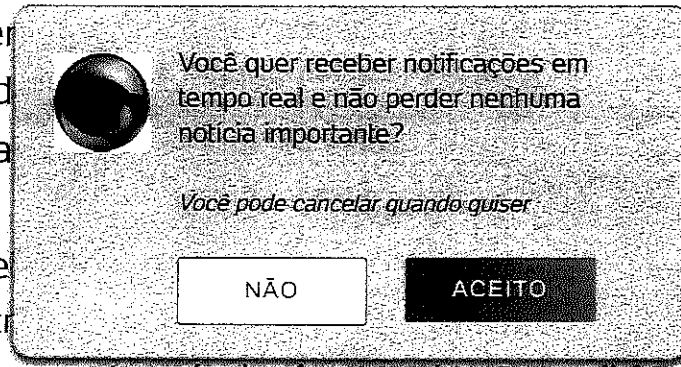 Você quer receber notificações em
tempo real e não perder nenhuma
notícia importante?
Você pode cancelar quando quiser
NÃO
ACEITO